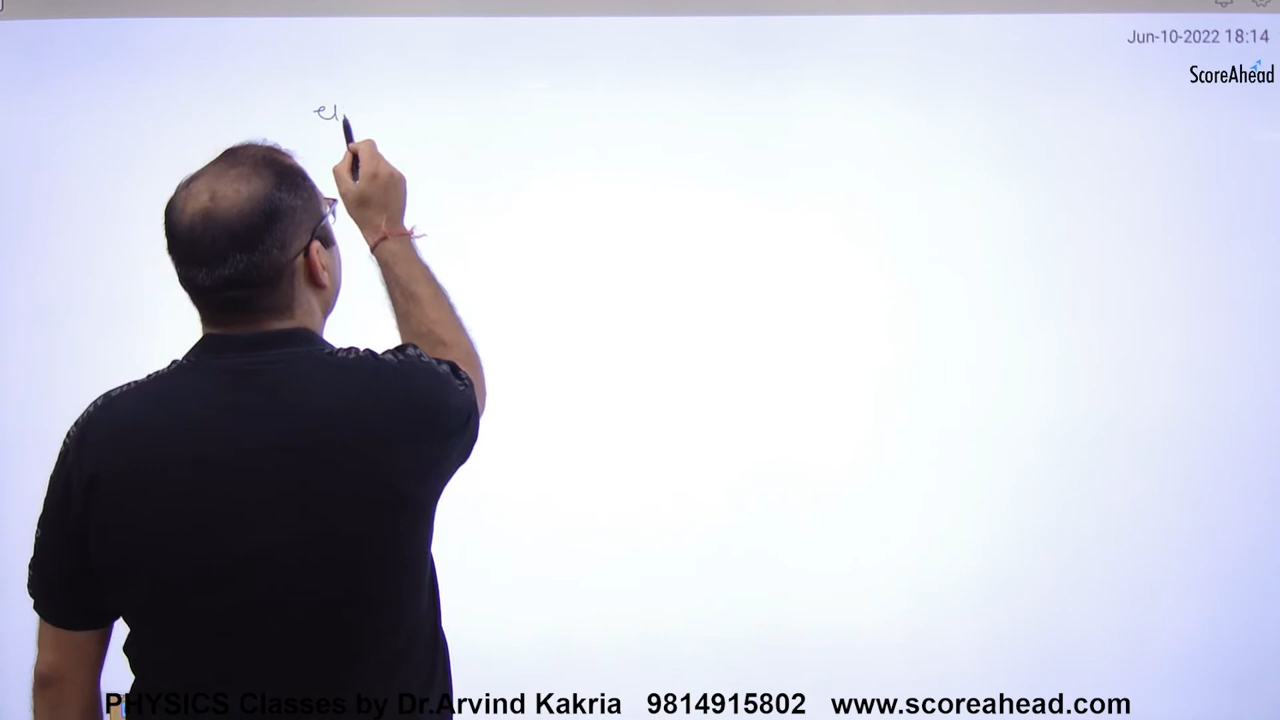 Jun-10-2022 18:14
ScoreAhead
PHYSICS Classes by Dr.Arvind Kakria 9814915802 www.scoreahead.com